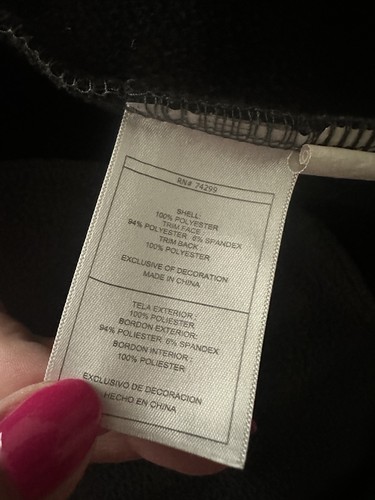 RN# 74299
SHELL:
100% POLYESTER
TRIM FACE:
94% POLYESTER 6% SPANDEX
TRIM BACK:
100% POLYESTER
EXCLUSIVE OF DECORATION
MADE IN CHINA
TELA EXTERIOR:
100% POLIESTER
BORDON EXTERIOR:
94% POLIESTER 6% SPANDEX
BORDON INTERIOR:
100% POLIESTER
EXCLUSIVO DE DECORACION
HECHO EN CHINA